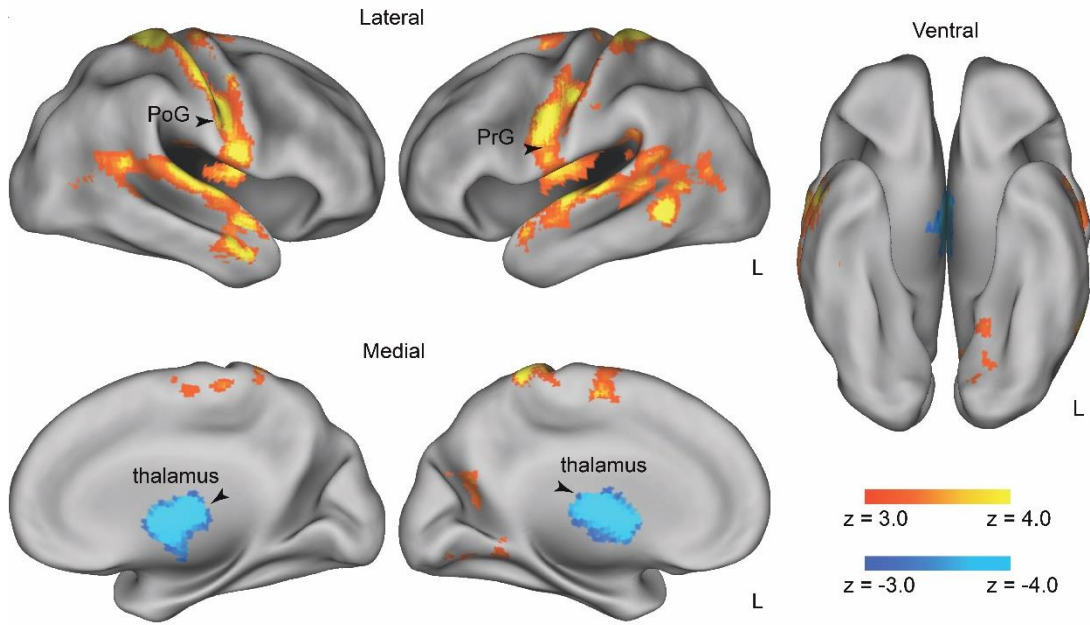 Lateral
Ventral
PoG
PrG
L
Medial
L
thalamus
thalamus
z = 3.0 z = 4.0
z = -3.0 z = -4.0
L